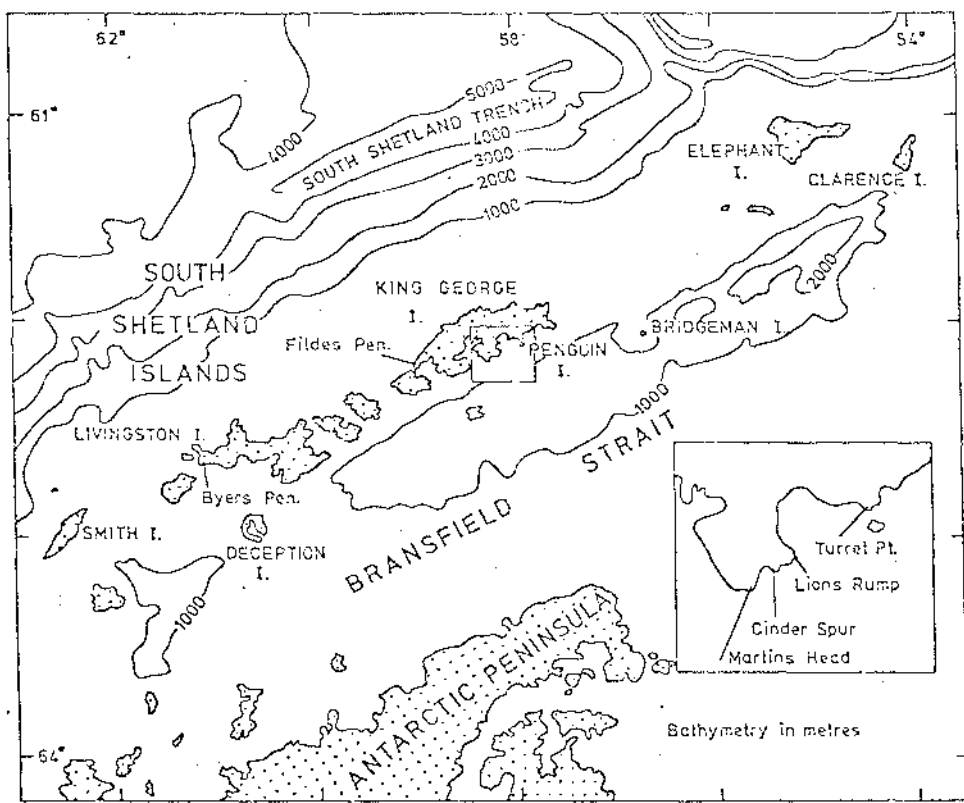 62°
58°
54°
61°
5000
4000
SOUTH SHETLAND TRENCH
4000
3000
2000
1000
ELEPHANT
I.
CLARENCE I.
SOUTH
SHETLAND
ISLANDS
KING GEORGE
I.
2000
BRIDGEMAN I.
Fildes Pen.
PENGUIN
I.
1000
LIVINGSTON I.
Byers Pen.
SMITH I.
DECEPTION
I.
BRANSFIELD STRAIT
1000
Turret Pt.
Lions Rump
Cinder Spur
Martins Head
ANTARCTIC PENINSULA
64°
Bathymetry in metres